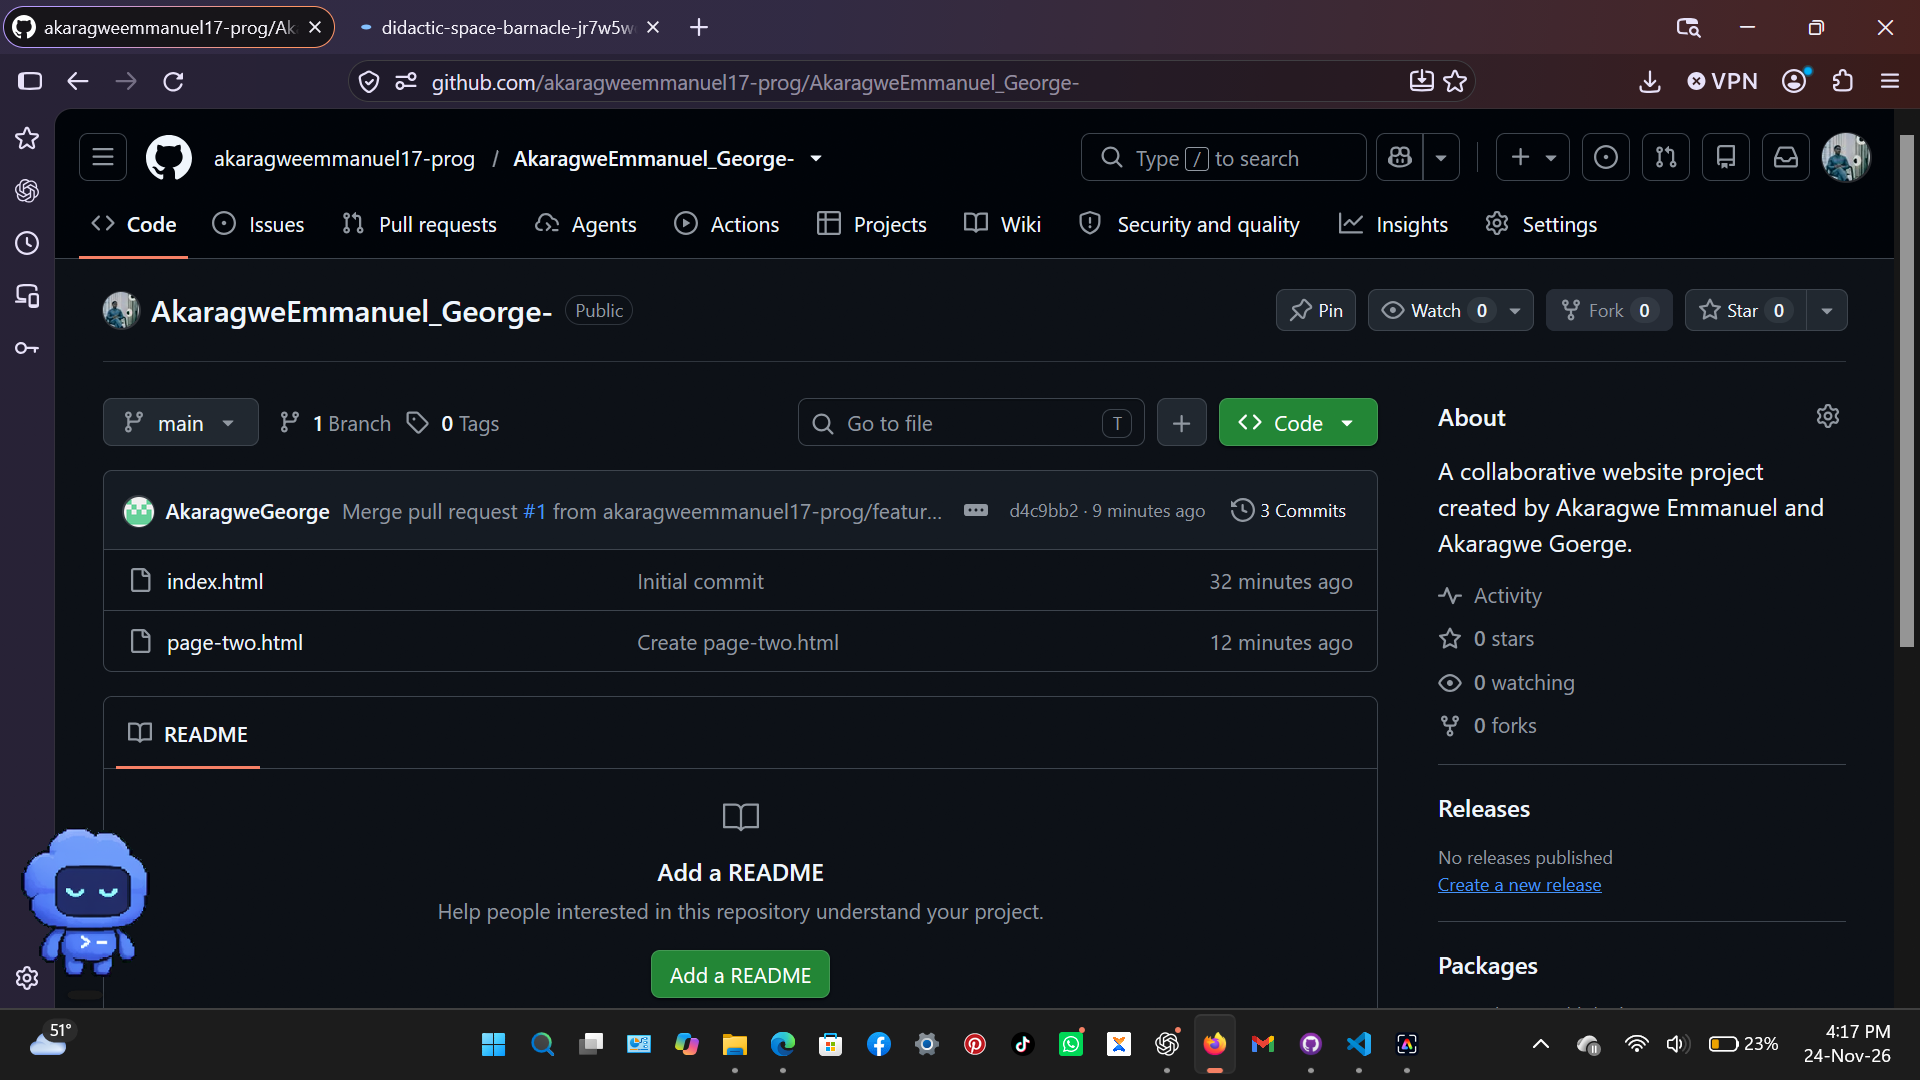 akaragweemmanuel17-prog/Ak
didactic-space-barnacle-jr7w5w
github.com/akaragweemmanuel17-prog/AkaragweEmmanuel_George-
VPN
akaragweemmanuel17-prog / AkaragweEmmanuel_George-
Type / to search
Code
Issues
Pull requests
Agents
Actions
Projects
Wiki
Security and quality
Insights
Settings
AkaragweEmmanuel_George-
Public
Pin
Watch 0
Fork 0
Star 0
main
1 Branch
0 Tags
Go to file
T
Code
AkaragweGeorge Merge pull request #1 from akaragweemmanuel17-prog/featur...
d4c9bb2 · 9 minutes ago
3 Commits
index.html
Initial commit
32 minutes ago
page-two.html
Create page-two.html
12 minutes ago
README
Add a README
Help people interested in this repository understand your project.
Add a README
About
A collaborative website project
created by Akaragwe Emmanuel and
Akaragwe Goerge.
Activity
0 stars
0 watching
0 forks
Releases
No releases published
Create a new release
Packages
51°
23%
4:17 PM
24-Nov-26